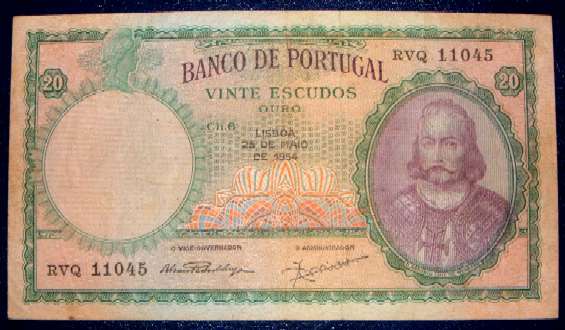 BANCO DE PORTUGAL
RVQ 11045
20
20
VINTE ESCUDOS
OURO
Ch.6
LISBOA,
25 DE MAIO
DE 1954
O VICE-GOVERNADOR
O ADMINISTRADOR
RVQ 11045